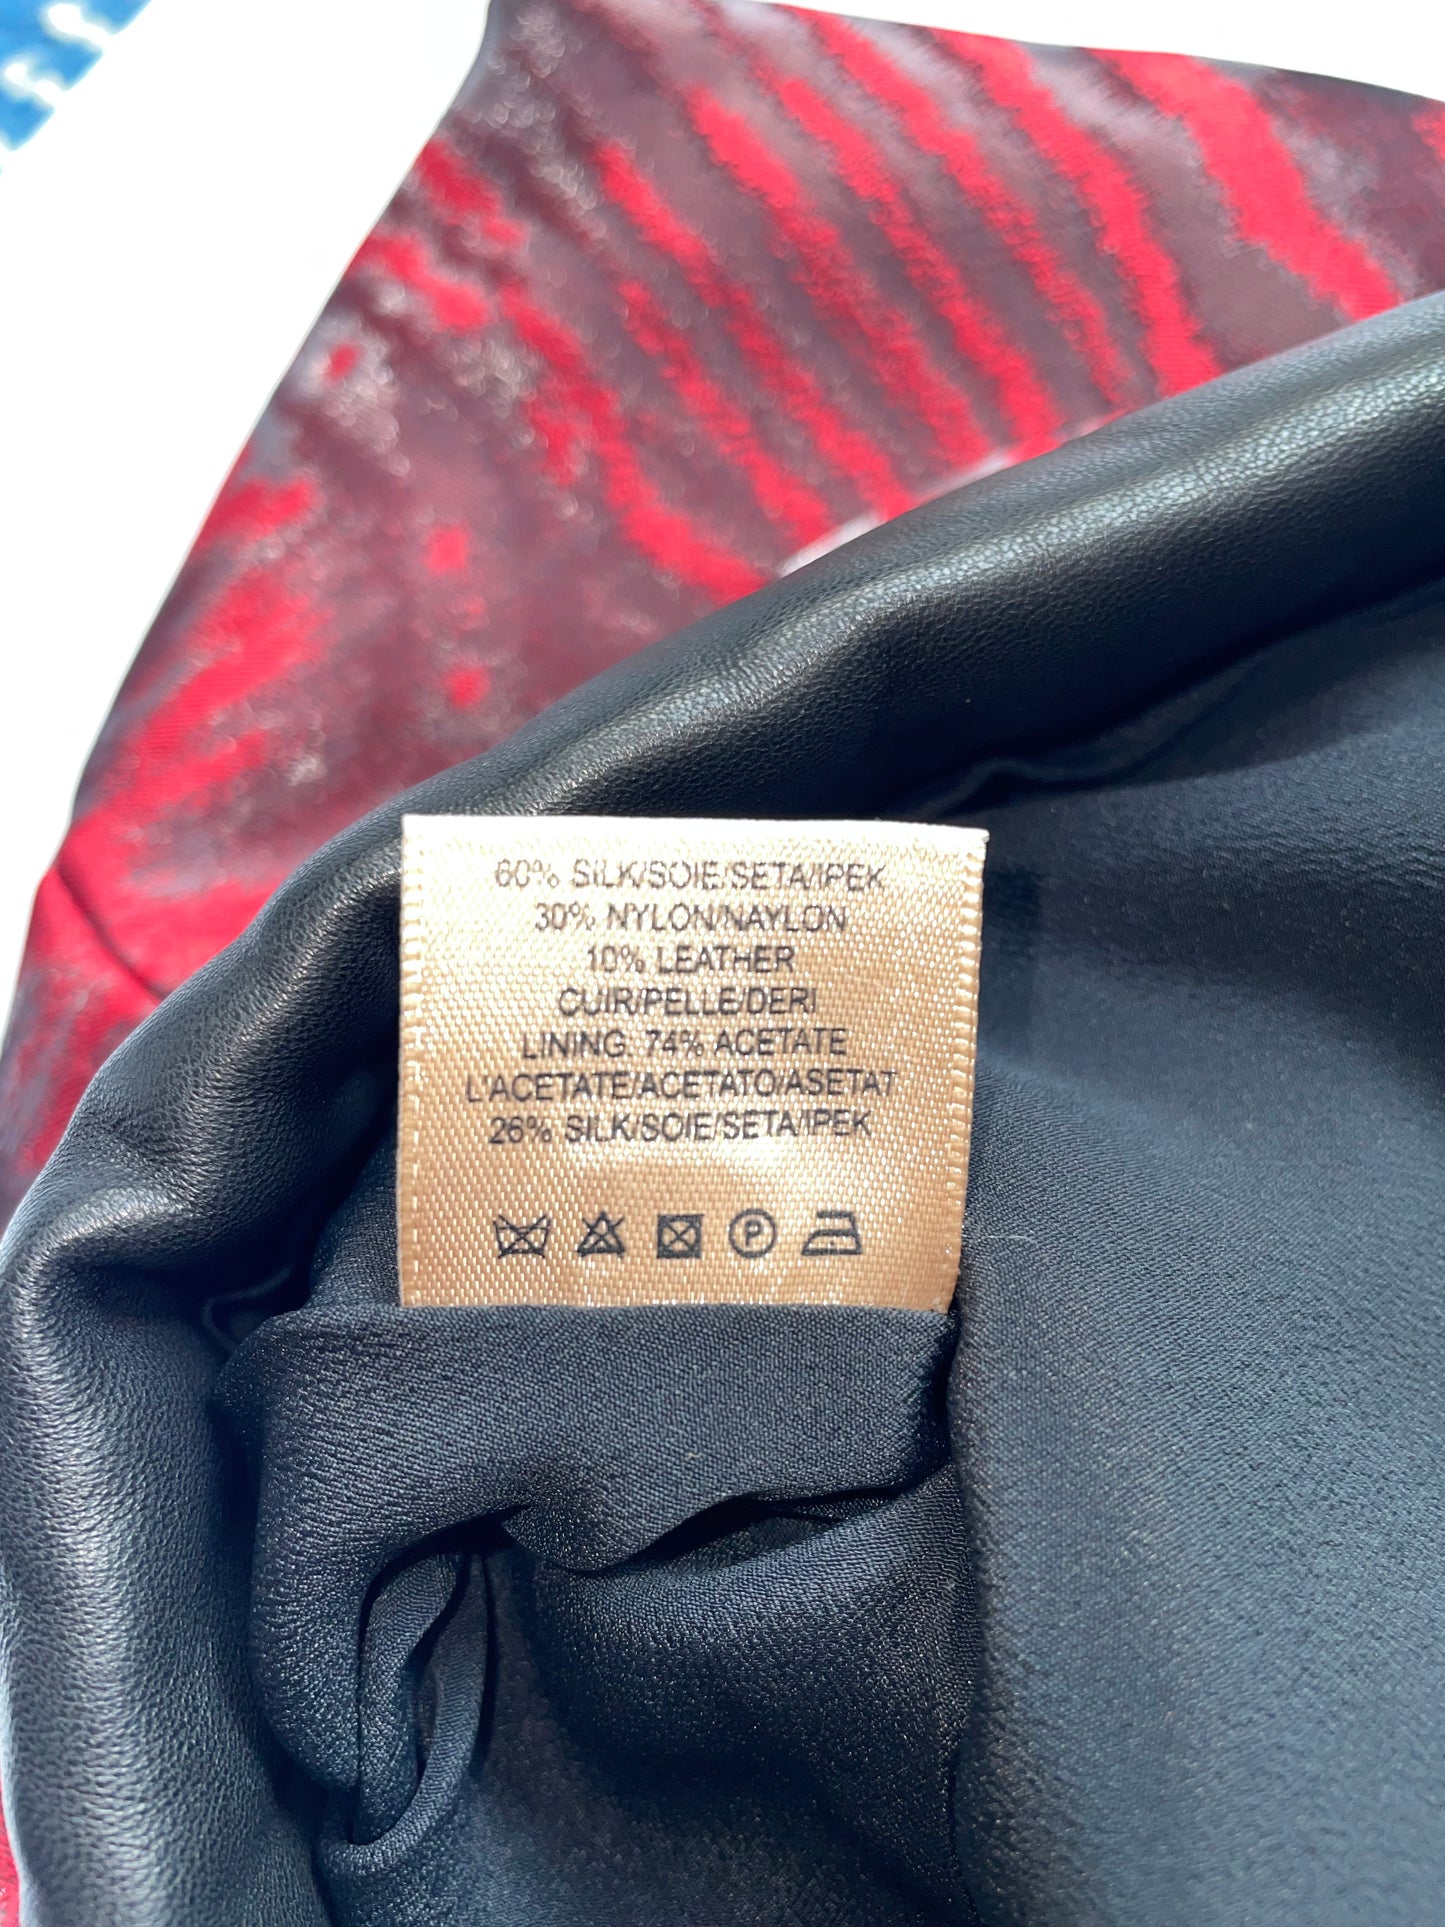 60% SILK/SOIE/SETA/IPEK
30% NYLON/NAYLON
10% LEATHER
CUIR/PELLE/DERI
LINING: 74% ACETATE
L'ACETATE/ACETATO/ASETAT
26% SILK/SOIE/SETA/IPEK
P